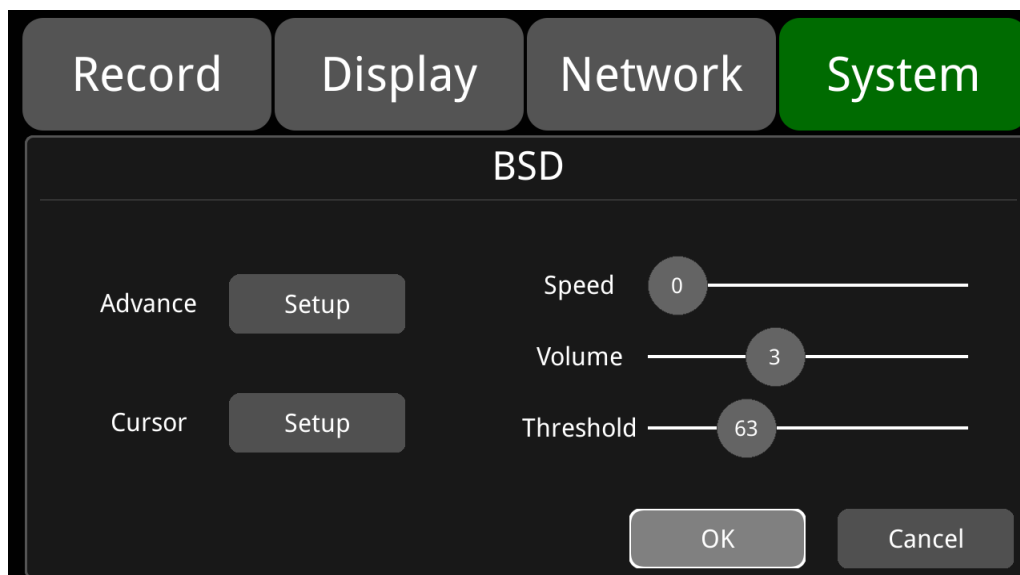 Record Display Network System
BSD
Speed 0
Advance Setup
Volume 3
Cursor Setup
Threshold 63
OK Cancel